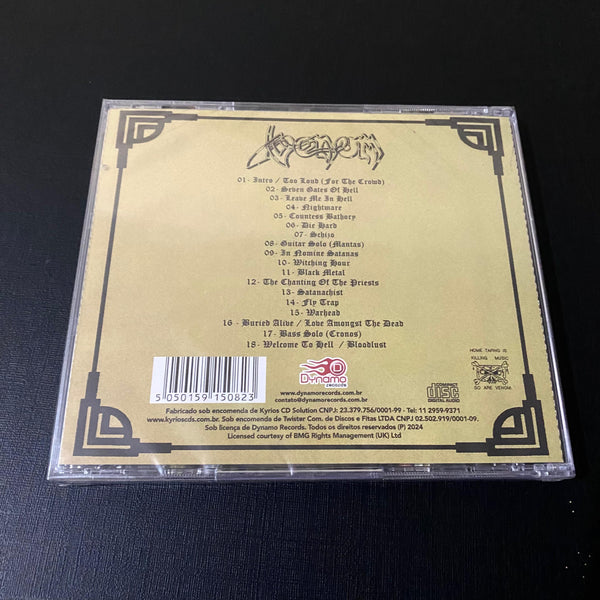 VENOM
01- Intro / Too Loud (For The Crowd)
02- Seven Gates Of Hell
03- Leave Me In Hell
04- Nightmare
05- Countess Bathory
06- Die Hard
07- Schizo
08- Guitar Solo (Mantas)
09- In Nomine Satanas
10- Witching Hour
11- Black Metal
12- The Chanting Of The Priests
13- Satanachist
14- Fly Trap
15- Warhead
16 - Buried Alive / Love Amongst The Dead
17- Bass Solo (Cronos)
18- Welcome To Hell / Bloodlust
5 050159 150823
D
Dynamo
records
www.dynamorecords.com
contato@dynamorecords.com
COMPACT
disc
DIGITAL AUDIO
HOME TAPING IS
KILLING MUSIC
SO ARE VENOM
Fabricado sob encomenda de Kyrios CD Solution CNPJ: 23.379.756/0001-99 - Tel: 11 2959-9371
www.kyrioscds.com.br. Sob encomenda de Twister Com. de Discos e Fitas LTDA CNPJ 02.502.919/0001-09.
Sob licença de Dynamo Records. Todos os direitos reservados (P) 2024
Licensed courtesy of BMG Rights Management (UK) Ltd